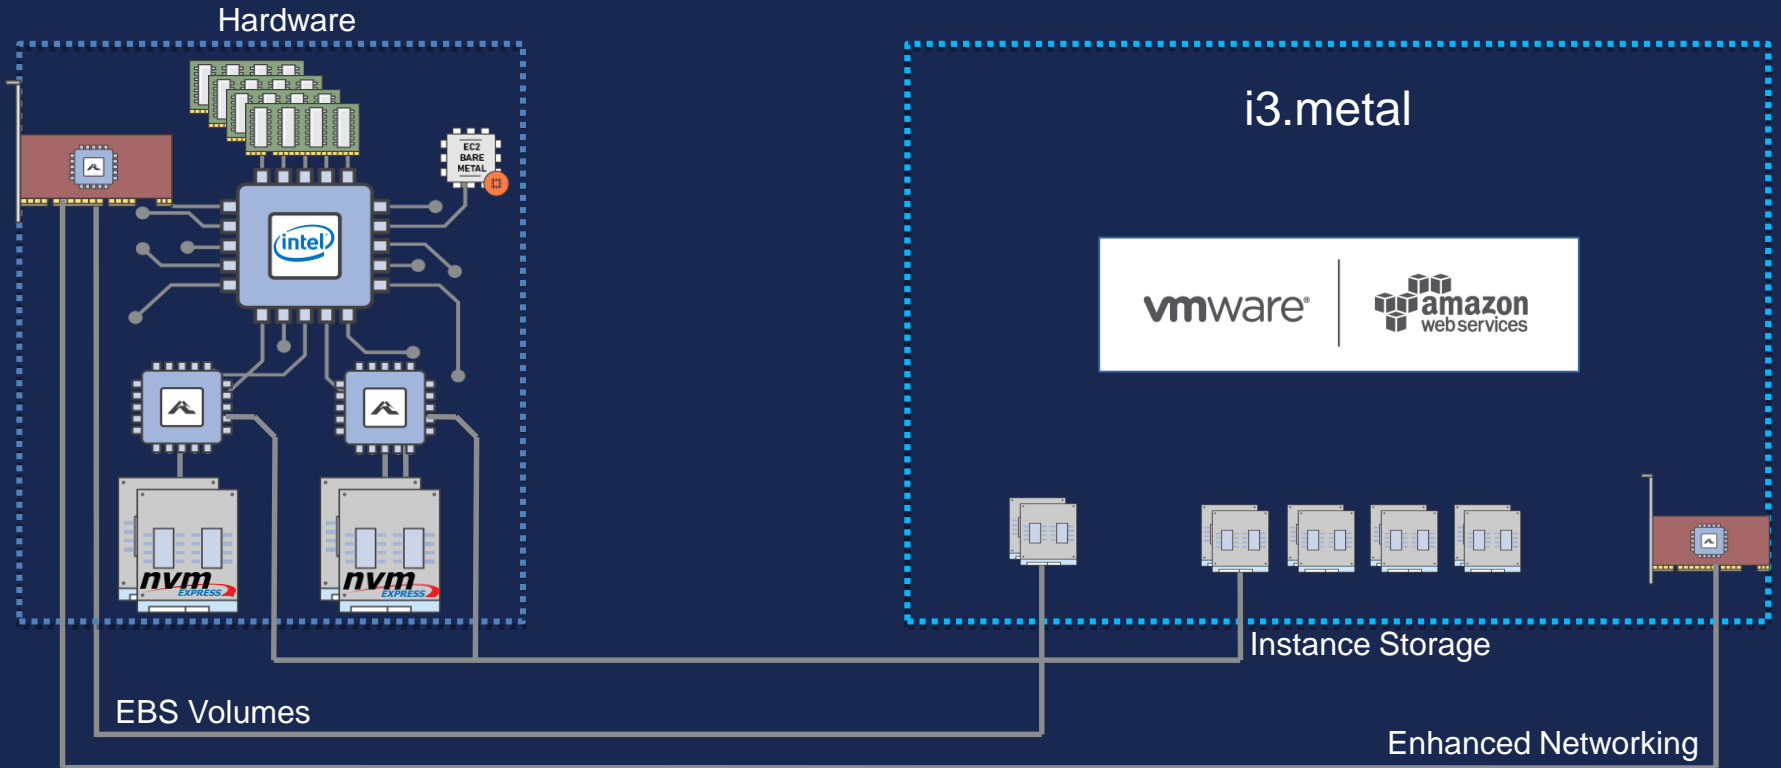 Hardware
i3.metal
EC2
BARE
METAL
intel
vmware®
amazon
web services
nvm
EXPRESS
nvm
EXPRESS
Instance Storage
EBS Volumes
Enhanced Networking